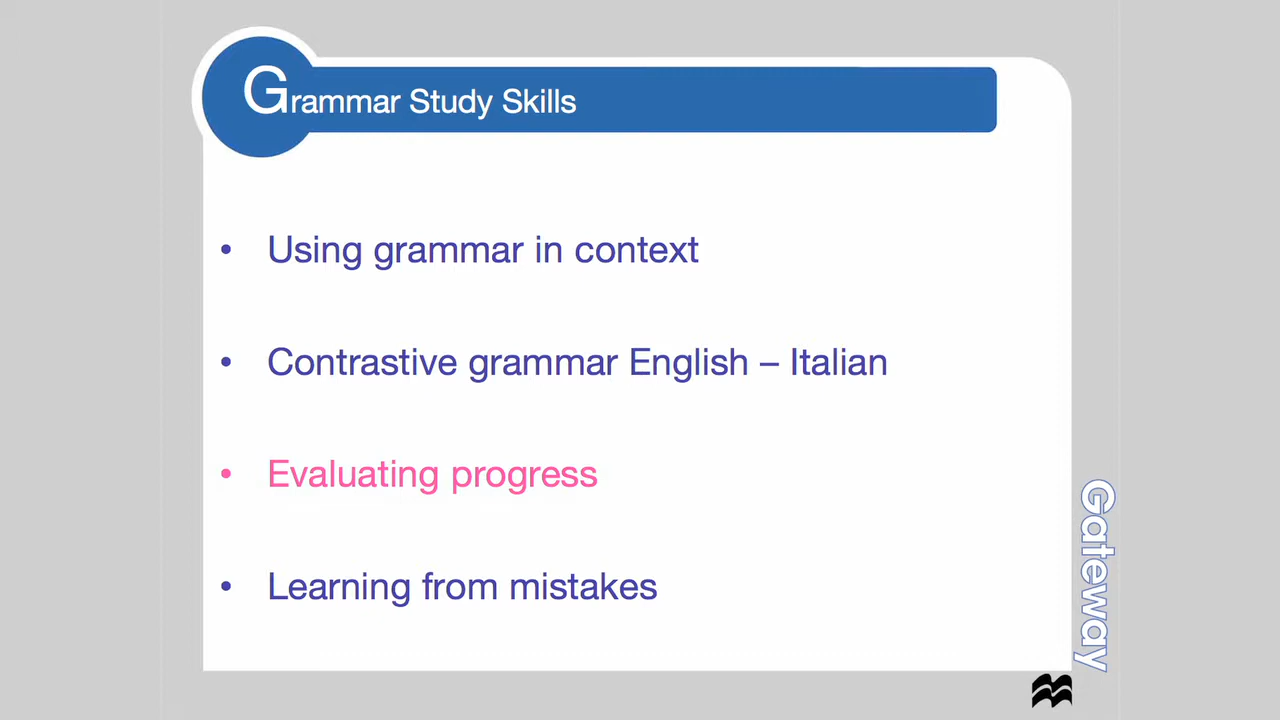 Grammar Study Skills
• Using grammar in context
• Contrastive grammar English – Italian
• Evaluating progress
• Learning from mistakes
Gateway